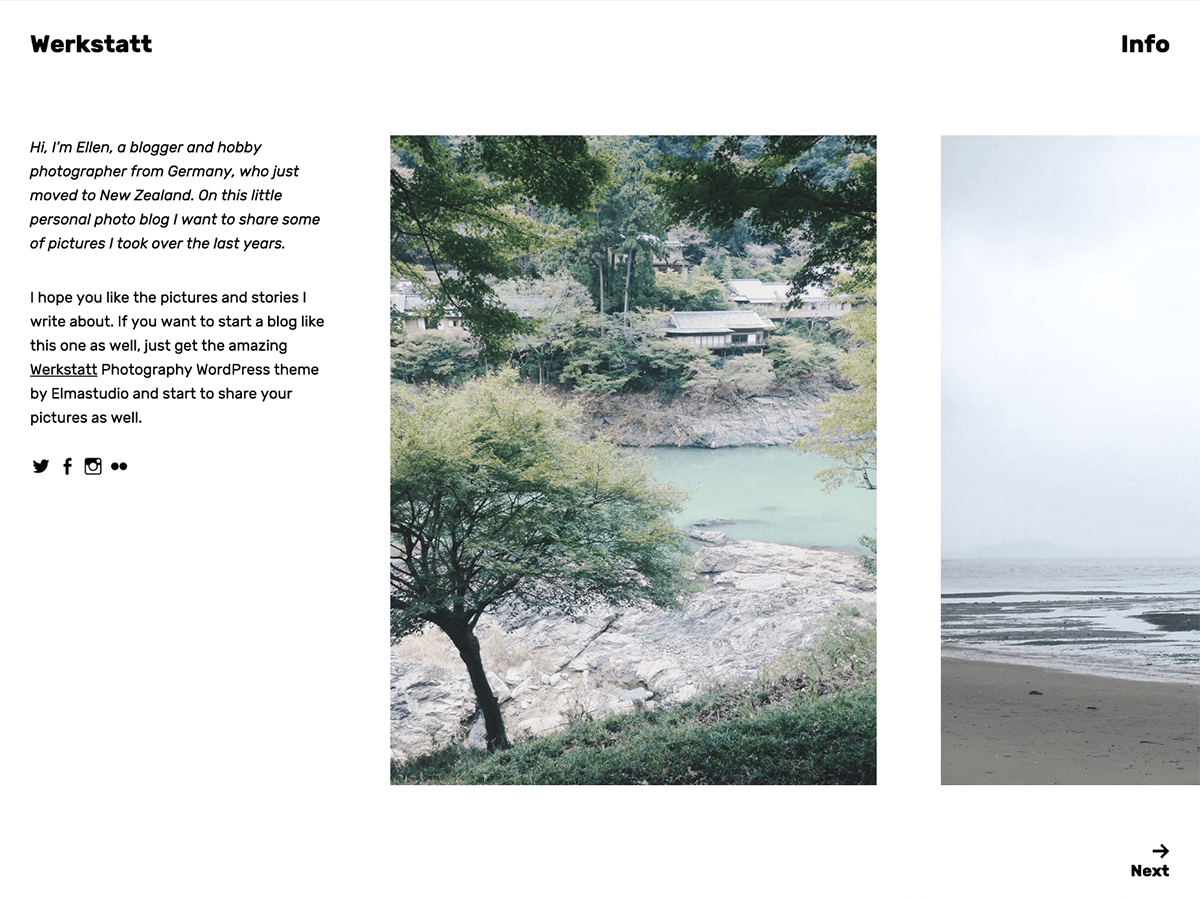 Werkstatt
Info
Hi, I'm Ellen, a blogger and hobby
photographer from Germany, who just
moved to New Zealand. On this little
personal photo blog I want to share some
of pictures I took over the last years.
I hope you like the pictures and stories I
write about. If you want to start a blog like
this one as well, just get the amazing
Werkstatt Photography WordPress theme
by Elmastudio and start to share your
pictures as well.
Next